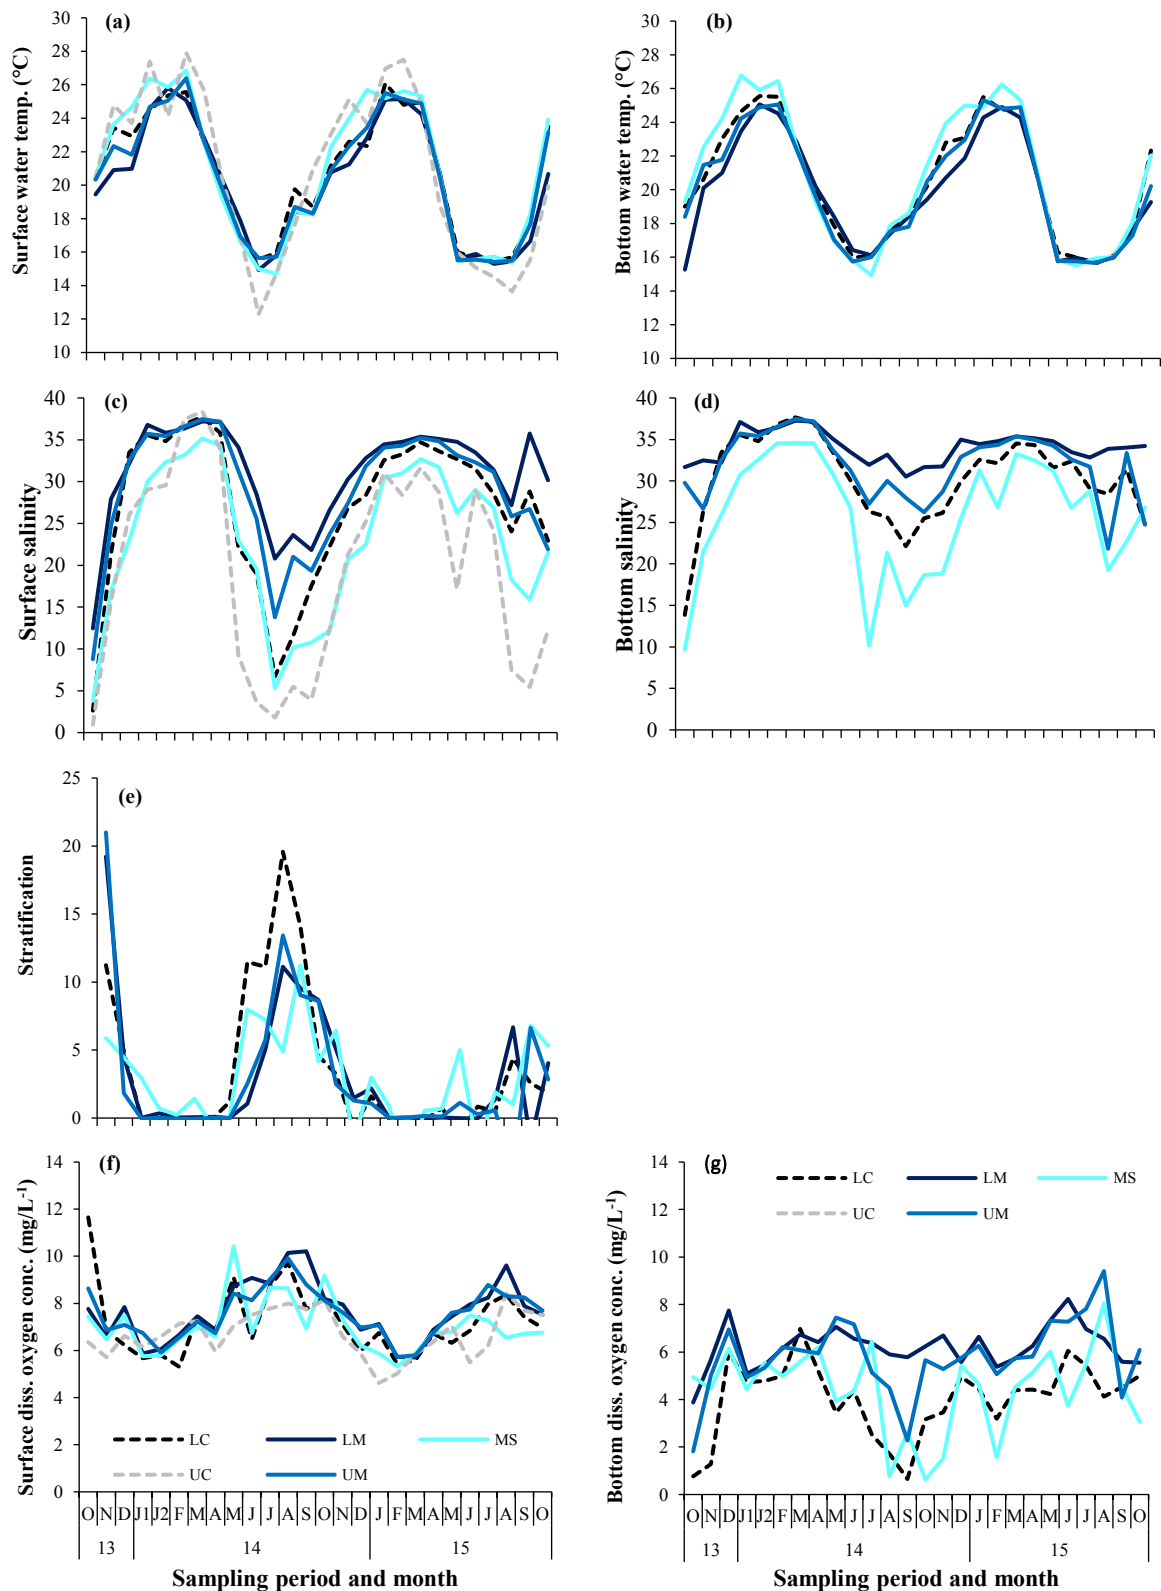 (a)
Surface water temp. (°C)
30
28
26
24
22
20
18
16
14
12
10
(b)
Bottom water temp. (°C)
30
28
26
24
22
20
18
16
14
12
10
(c)
Surface salinity
40
35
30
25
20
15
10
5
0
(d)
Bottom salinity
40
35
30
25
20
15
10
5
0
(e)
Stratification
25
20
15
10
5
0
(f)
Surface diss. oxygen conc. (mg/L⁻¹)
14
12
10
8
6
4
2
0
LC LM MS
UC UM
O N D J1 J2 F M A M J J A S O N D J F M A M J J A S O
13 14 15
Sampling period and month
(g)
Bottom diss. oxygen conc. (mg/L⁻¹)
14
12
10
8
6
4
2
0
LC LM MS
UC UM
O N D J1 J2 F M A M J J A S O N D J F M A M J J A S O
13 14 15
Sampling period and month